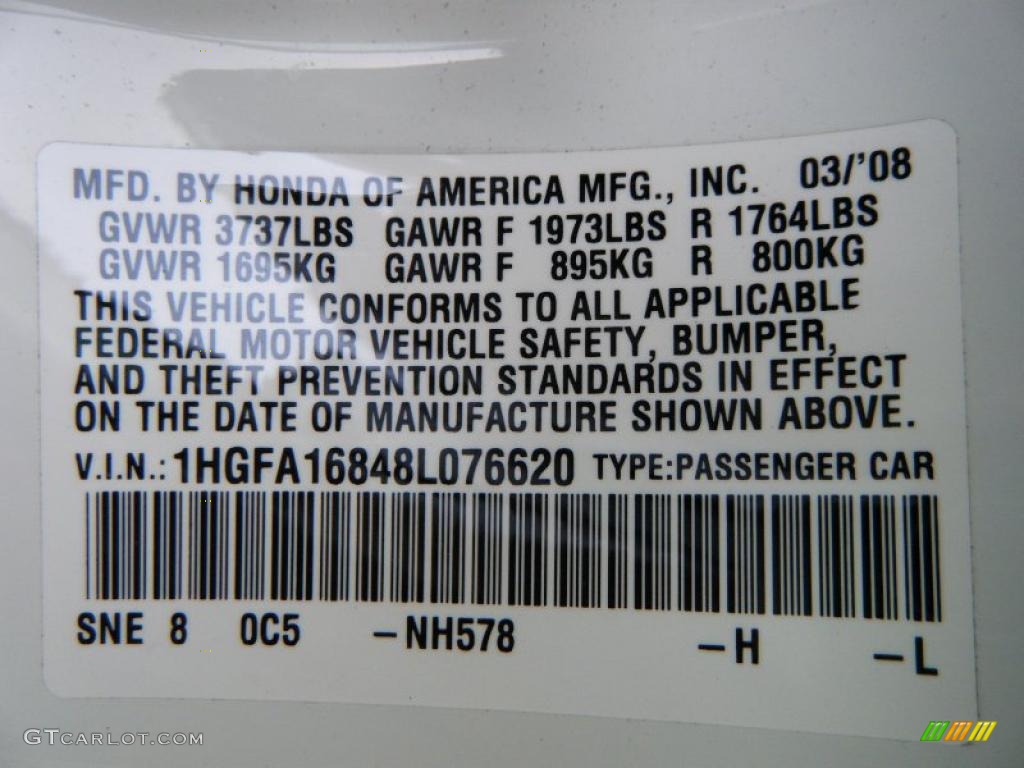 MFD. BY HONDA OF AMERICA MFG., INC. 03/'08
GVWR 3737LBS GAWR F 1973LBS R 1764LBS
GVWR 1695KG GAWR F 895KG R 800KG
THIS VEHICLE CONFORMS TO ALL APPLICABLE
FEDERAL MOTOR VEHICLE SAFETY, BUMPER,
AND THEFT PREVENTION STANDARDS IN EFFECT
ON THE DATE OF MANUFACTURE SHOWN ABOVE.
V.I.N.: 1HGFA16848L076620 TYPE:PASSENGER CAR
SNE 8 0C5 –NH578 –H –L
GTCARLOT.COM